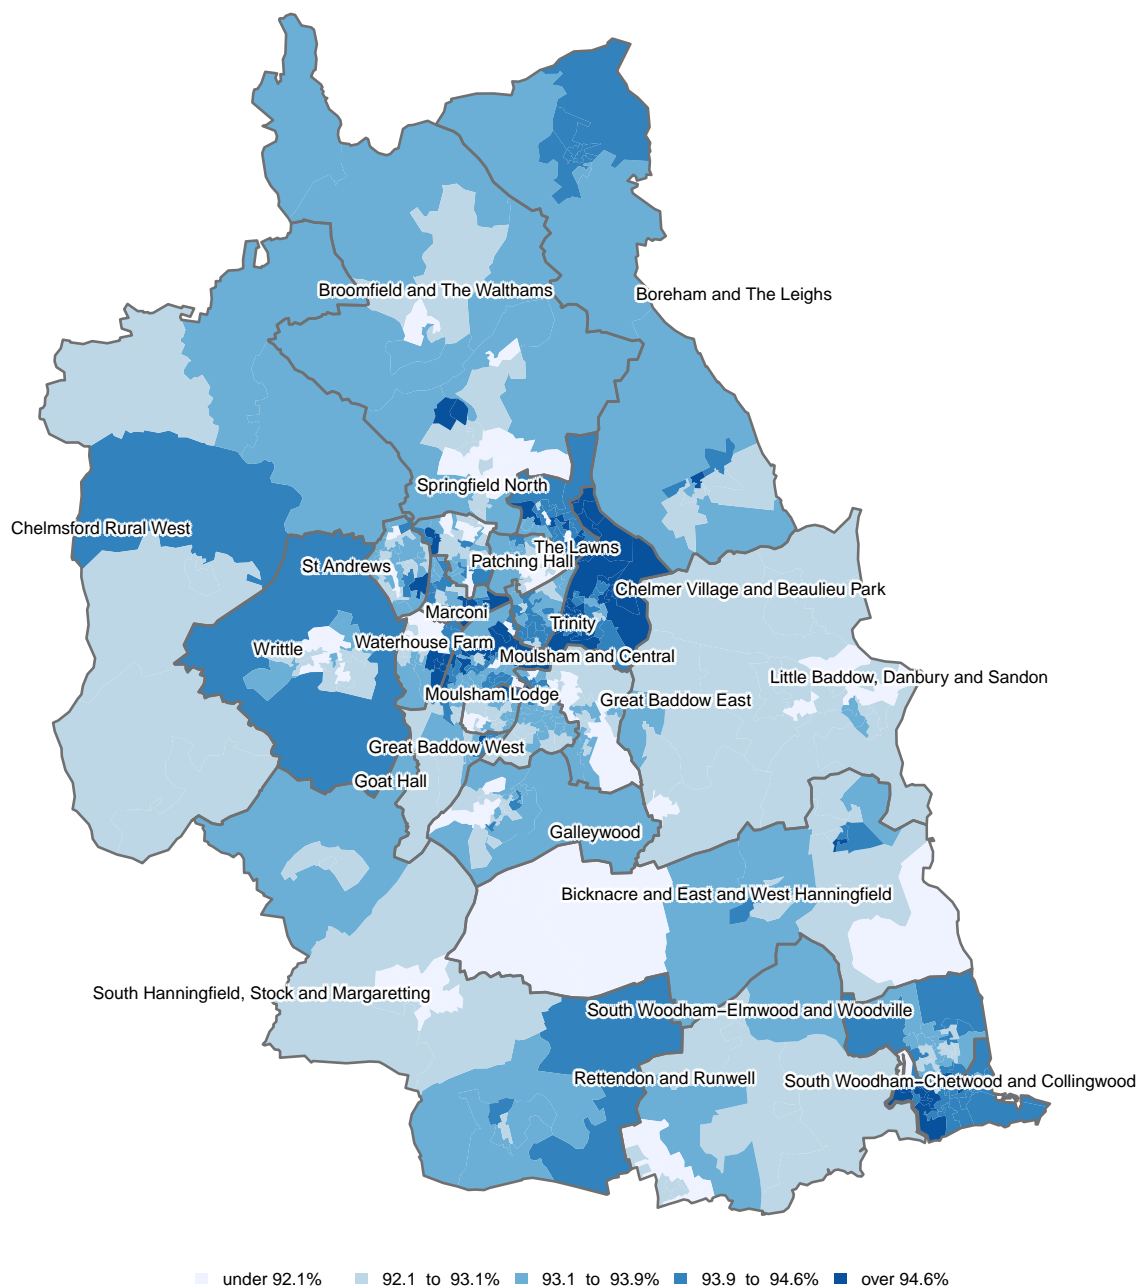 Broomfield and The Walthams
Boreham and The Leighs
Springfield North
Chelmsford Rural West
The Lawns
Patching Hall
St Andrews
Chelmer Village and Beaulieu Park
Marconi
Trinity
Waterhouse Farm
Writtle
Moulsham and Central
Little Baddow, Danbury and Sandon
Moulsham Lodge
Great Baddow East
Great Baddow West
Goat Hall
Galleywood
Bicknacre and East and West Hanningfield
South Hanningfield, Stock and Margaretting
South Woodham−Elmwood and Woodville
Rettendon and Runwell
South Woodham−Chetwood and Collingwood
under 92.1% 92.1 to 93.1% 93.1 to 93.9% 93.9 to 94.6% over 94.6%